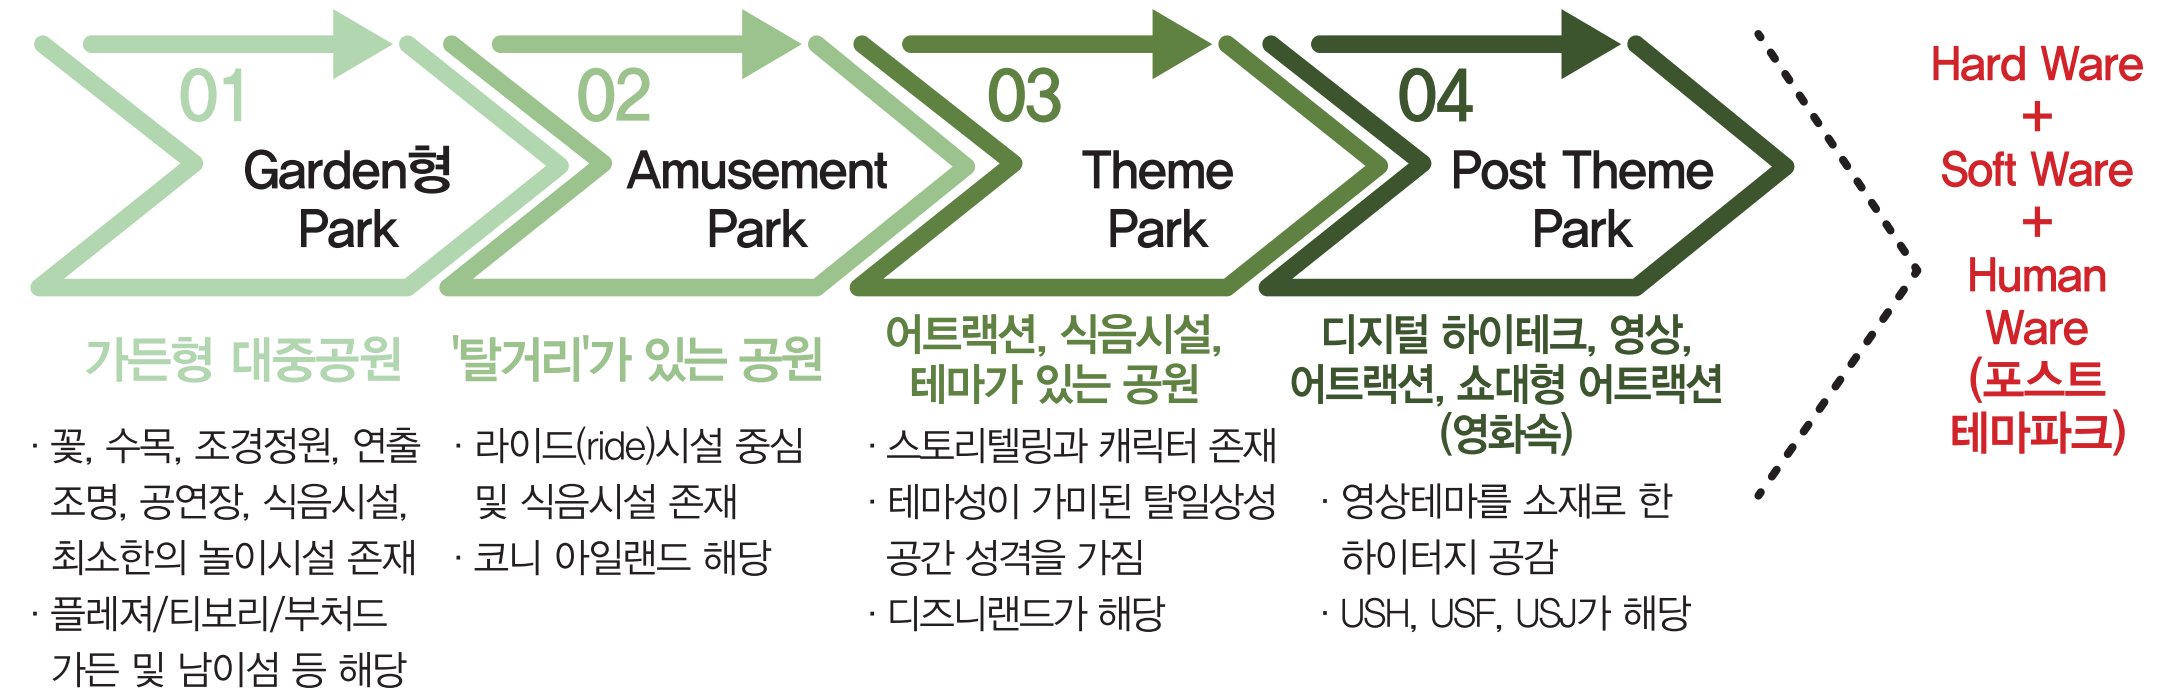 01
Garden형
Park
가든형 대중공원
· 꽃, 수목, 조경정원, 연출
조명, 공연장, 식음시설,
최소한의 놀이시설 존재
· 플레져/티보리/부처드
가든 및 남이섬 등 해당
02
Amusement
Park
'탈거리'가 있는 공원
· 라이드(ride)시설 중심
및 식음시설 존재
· 코니 아일랜드 해당
03
Theme
Park
어트랙션, 식음시설,
테마가 있는 공원
· 스토리텔링과 캐릭터 존재
· 테마성이 가미된 탈일상성
공간 성격을 가짐
· 디즈니랜드가 해당
04
Post Theme
Park
디지털 하이테크, 영상,
어트랙션, 쇼대형 어트랙션
(영화속)
· 영상테마를 소재로 한
하이터지 공감
· USH, USF, USJ가 해당
Hard Ware
+
Soft Ware
+
Human
Ware
(포스트
테마파크)